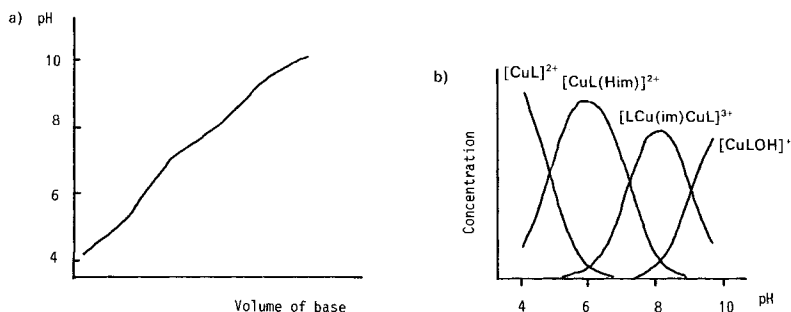 a) pH
10
8
6
4
Volume of base
b)
[CuL]²⁺
[CuL(Him)]²⁺
[LCu(im)CuL]³⁺
[CuLOH]⁺
Concentration
4 6 8 10 pH